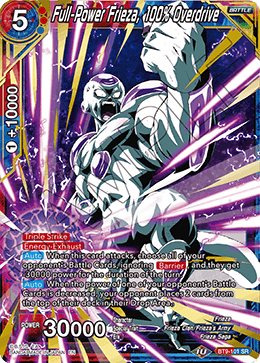 5
Full-Power Frieza, 100% Overdrive
BATTLE
+10000
Triple Strike
Energy-Exhaust
Auto When this card attacks, choose all of your
opponent's Battle Cards, ignoring Barrier, and they get
-30000 power for the duration of the turn.
Auto When the power of one of your opponent's Battle
Cards is decreased, your opponent places 2 cards from
the top of their deck in their Drop Area.
POWER 30000
Character Frieza
Special Trait Frieza Clan/Frieza's Army
Frieza Saga
BT9-101 SR